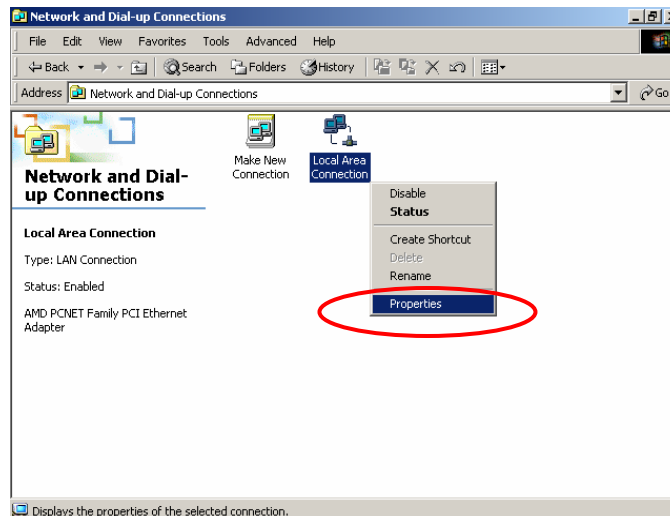 Network and Dial-up Connections
File Edit View Favorites Tools Advanced Help
Back Search Folders History
Address Network and Dial-up Connections Go
Make New Connection
Local Area Connection
Network and Dial-up Connections
Local Area Connection
Type: LAN Connection
Status: Enabled
AMD PCNET Family PCI Ethernet
Adapter
Disable
Status
Create Shortcut
Delete
Rename
Properties
Displays the properties of the selected connection.